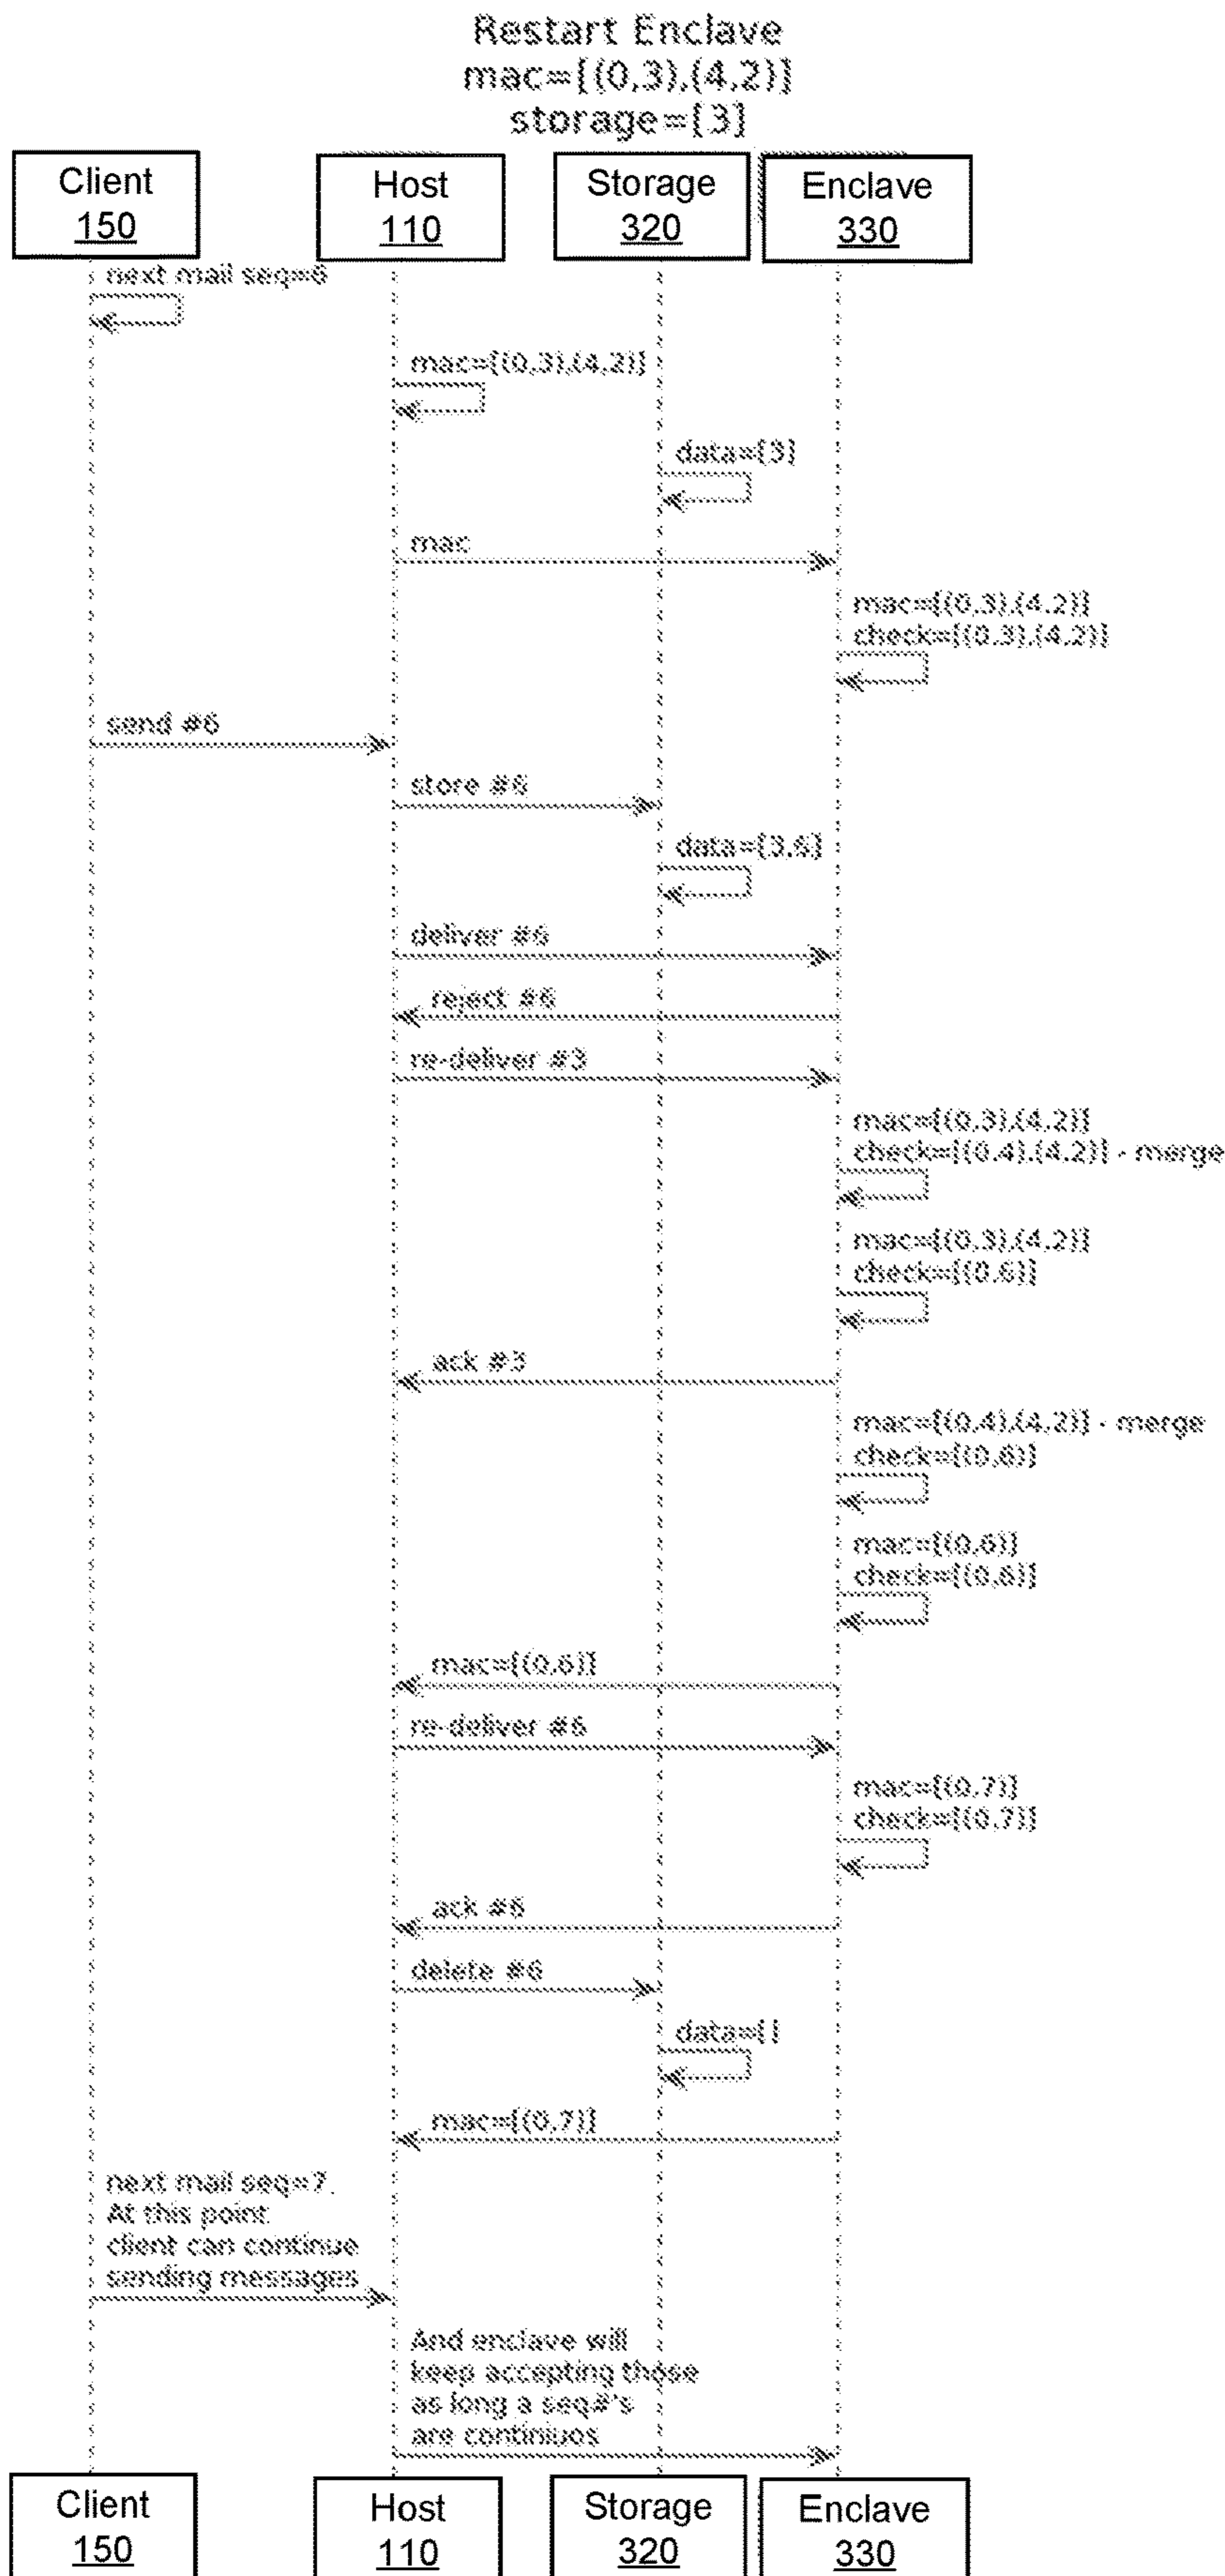 Restart Enclave
mac=[(0,3),(4,2)]
storage=[3]
Client
150
Host
110
Storage
320
Enclave
330
next mail seq=6
mac=[(0,3),(4,2)]
data=[3]
mac
mac=[(0,3),(4,2)]
check=[(0,3),(4,2)]
send #6
store #6
data=[3,6]
deliver #6
reject #6
re-deliver #3
mac=[(0,3),(4,2)]
check=[(0,4),(4,2)] - merge
mac=[(0,3),(4,2)]
check=[(0,6)]
ack #3
mac=[(0,4),(4,2)] - merge
check=[(0,6)]
mac=[(0,6)]
check=[(0,6)]
mac=[(0,6)]
re-deliver #6
mac=[(0,7)]
check=[(0,7)]
ack #6
delete #6
data=[]
mac=[(0,7)]
next mail seq=7.
At this point
client can continue
sending messages
And enclave will
keep accepting those
as long a seq#'s
are continiuos
Client
150
Host
110
Storage
320
Enclave
330